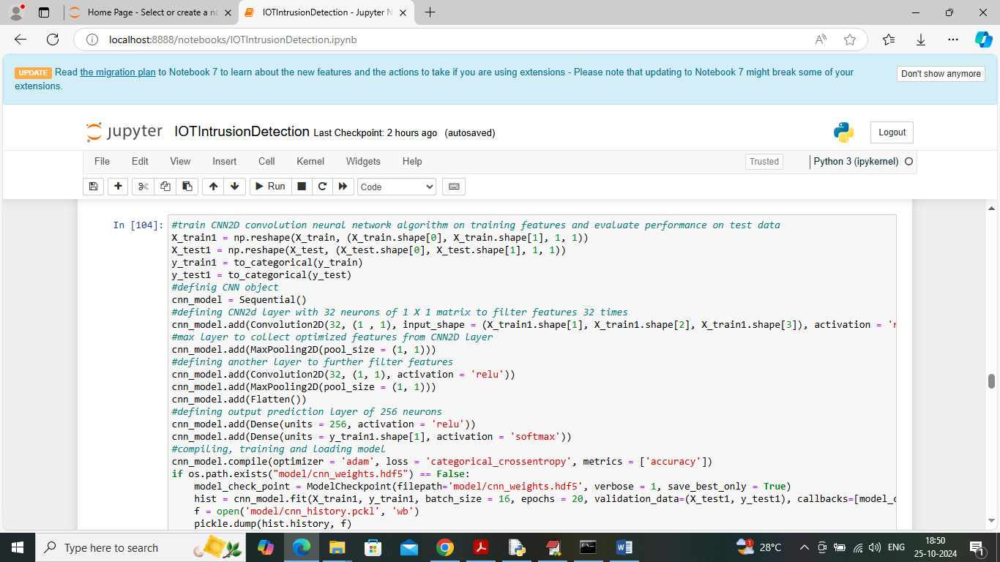 Home Page - Select or create a no
IOTIntrusionDetection - Jupyter N
localhost:8888/notebooks/IOTIntrusionDetection.ipynb
UPDATE Read the migration plan to Notebook 7 to learn about the new features and the actions to take if you are using extensions - Please note that updating to Notebook 7 might break some of your
extensions.
Don't show anymore
jupyter IOTIntrusionDetection Last Checkpoint: 2 hours ago (autosaved)
Logout
File Edit View Insert Cell Kernel Widgets Help
Trusted
Python 3 (ipykernel)
Run
Code
In [104]:
#train CNN2D convolution neural network algorithm on training features and evaluate performance on test data
X_train1 = np.reshape(X_train, (X_train.shape[0], X_train.shape[1], 1, 1))
X_test1 = np.reshape(X_test, (X_test.shape[0], X_test.shape[1], 1, 1))
y_train1 = to_categorical(y_train)
y_test1 = to_categorical(y_test)
#definig CNN object
cnn_model = Sequential()
#defining CNN2d layer with 32 neurons of 1 X 1 matrix to filter features 32 times
cnn_model.add(Convolution2D(32, (1 , 1), input_shape = (X_train1.shape[1], X_train1.shape[2], X_train1.shape[3]), activation = 'r
#max layer to collect optimized features from CNN2D layer
cnn_model.add(MaxPooling2D(pool_size = (1, 1)))
#defining another layer to further filter features
cnn_model.add(Convolution2D(32, (1, 1), activation = 'relu'))
cnn_model.add(MaxPooling2D(pool_size = (1, 1)))
cnn_model.add(Flatten())
#defining output prediction layer of 256 neurons
cnn_model.add(Dense(units = 256, activation = 'relu'))
cnn_model.add(Dense(units = y_train1.shape[1], activation = 'softmax'))
#compiling, training and loading model
cnn_model.compile(optimizer = 'adam', loss = 'categorical_crossentropy', metrics = ['accuracy'])
if os.path.exists("model/cnn_weights.hdf5") == False:
    model_check_point = ModelCheckpoint(filepath='model/cnn_weights.hdf5', verbose = 1, save_best_only = True)
    hist = cnn_model.fit(X_train1, y_train1, batch_size = 16, epochs = 20, validation_data=(X_test1, y_test1), callbacks=[model_c
    f = open('model/cnn_history.pckl', 'wb')
    pickle.dump(hist.history, f)
Type here to search
1
28°C
ENG
18:50
25-10-2024
1